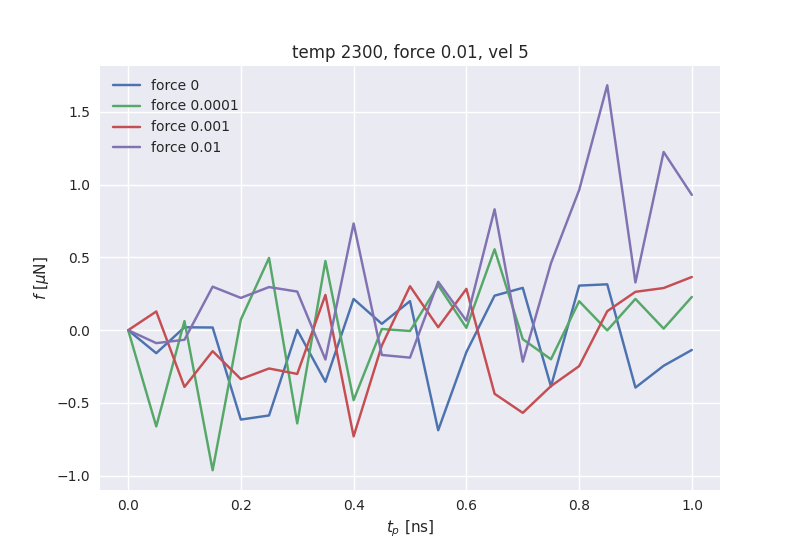 temp 2300, force 0.01, vel 5
force 0
force 0.0001
force 0.001
force 0.01
1.5
1.0
0.5
0.0
−0.5
−1.0
f [μN]
0.0 0.2 0.4 0.6 0.8 1.0
t_p [ns]